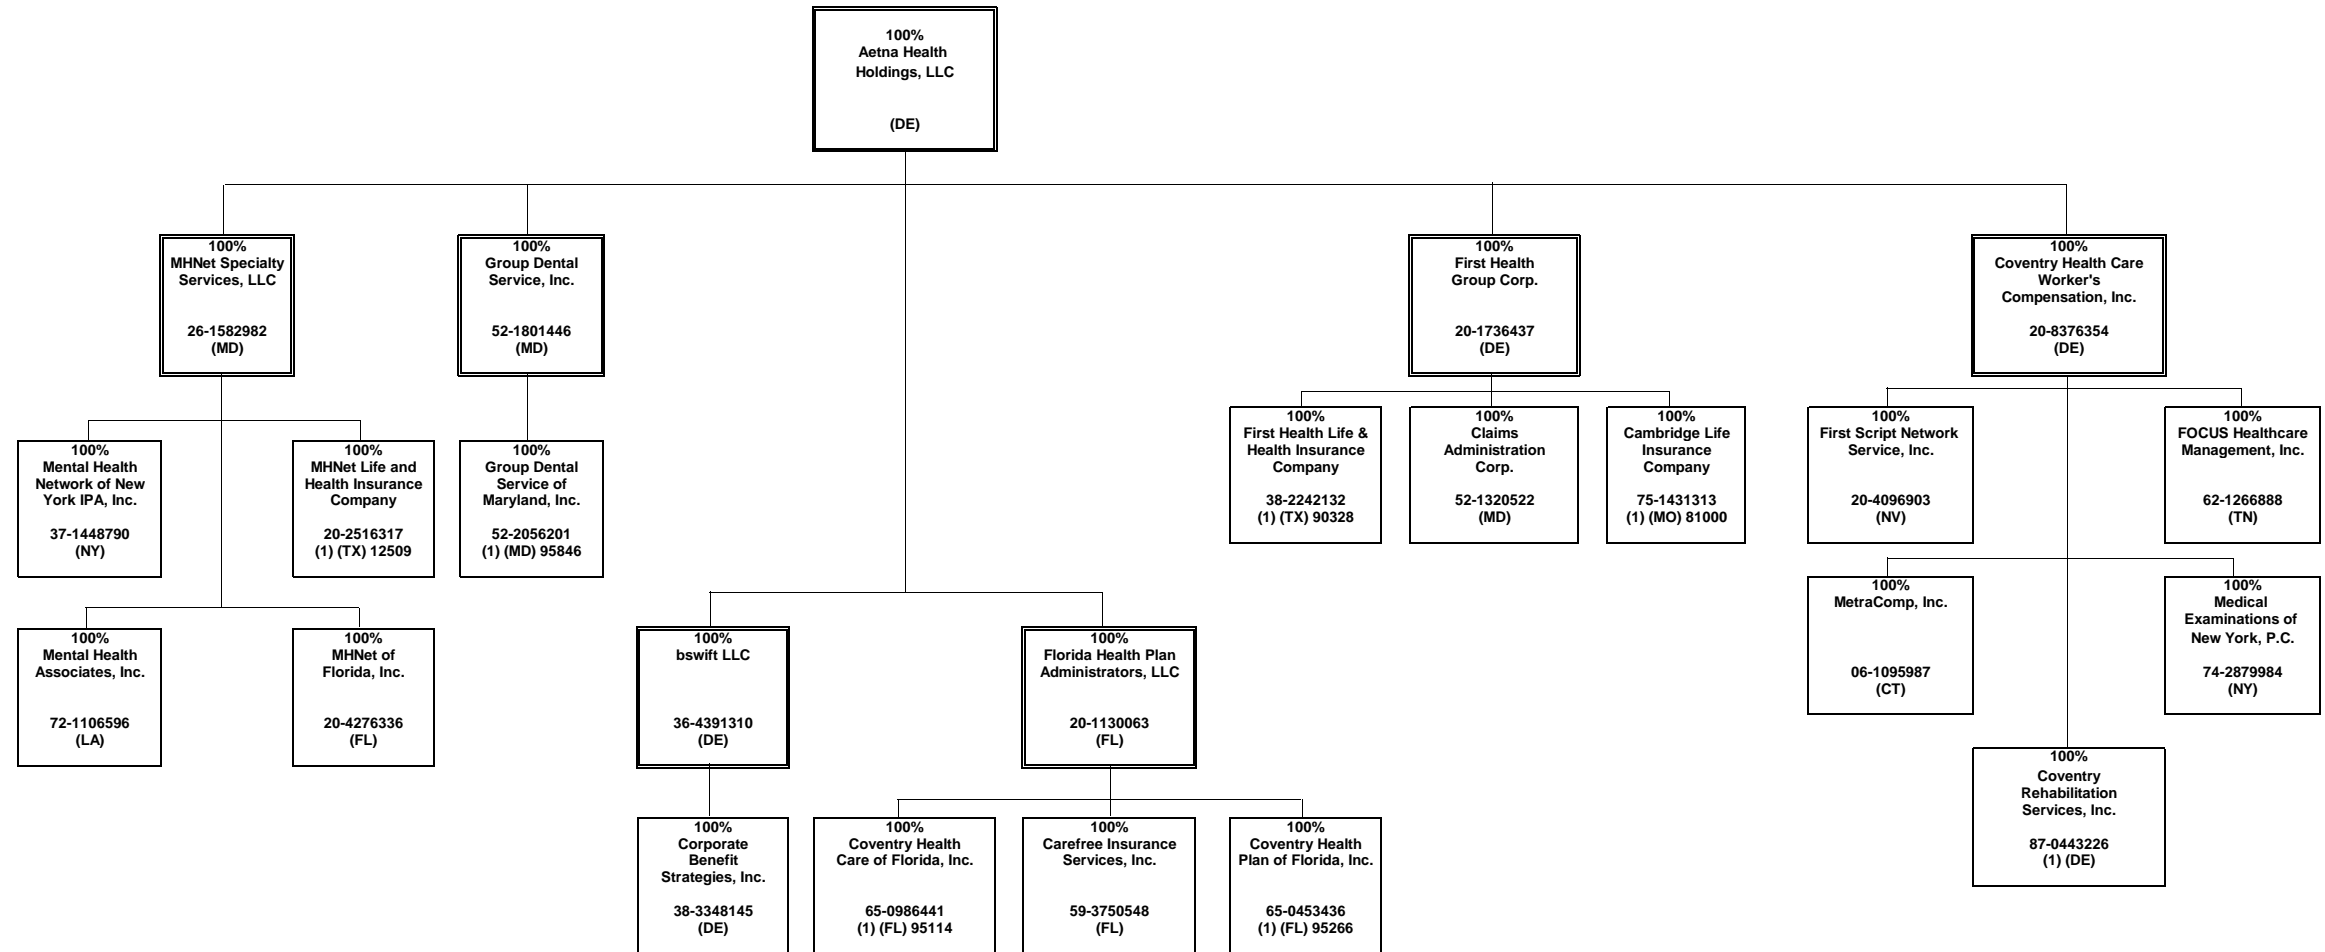 100%
Aetna Health
Holdings, LLC
(DE)
100%
MHNet Specialty
Services, LLC
26-1582982
(MD)
100%
Group Dental
Service, Inc.
52-1801446
(MD)
100%
First Health
Group Corp.
20-1736437
(DE)
100%
Coventry Health Care
Worker's
Compensation, Inc.
20-8376354
(DE)
100%
Mental Health
Network of New
York IPA, Inc.
37-1448790
(NY)
100%
MHNet Life and
Health Insurance
Company
20-2516317
(1) (TX) 12509
100%
Group Dental
Service of
Maryland, Inc.
52-2056201
(1) (MD) 95846
100%
First Health Life &
Health Insurance
Company
38-2242132
(1) (TX) 90328
100%
Claims
Administration
Corp.
52-1320522
(MD)
100%
Cambridge Life
Insurance
Company
75-1431313
(1) (MO) 81000
100%
First Script Network
Service, Inc.
20-4096903
(NV)
100%
FOCUS Healthcare
Management, Inc.
62-1266888
(TN)
100%
Mental Health
Associates, Inc.
72-1106596
(LA)
100%
MHNet of
Florida, Inc.
20-4276336
(FL)
100%
bswift LLC
36-4391310
(DE)
100%
Florida Health Plan
Administrators, LLC
20-1130063
(FL)
100%
MetraComp, Inc.
06-1095987
(CT)
100%
Medical
Examinations of
New York, P.C.
74-2879984
(NY)
100%
Coventry
Rehabilitation
Services, Inc.
87-0443226
(1) (DE)
100%
Corporate
Benefit
Strategies, Inc.
38-3348145
(DE)
100%
Coventry Health
Care of Florida, Inc.
65-0986441
(1) (FL) 95114
100%
Carefree Insurance
Services, Inc.
59-3750548
(FL)
100%
Coventry Health
Plan of Florida, Inc.
65-0453436
(1) (FL) 95266